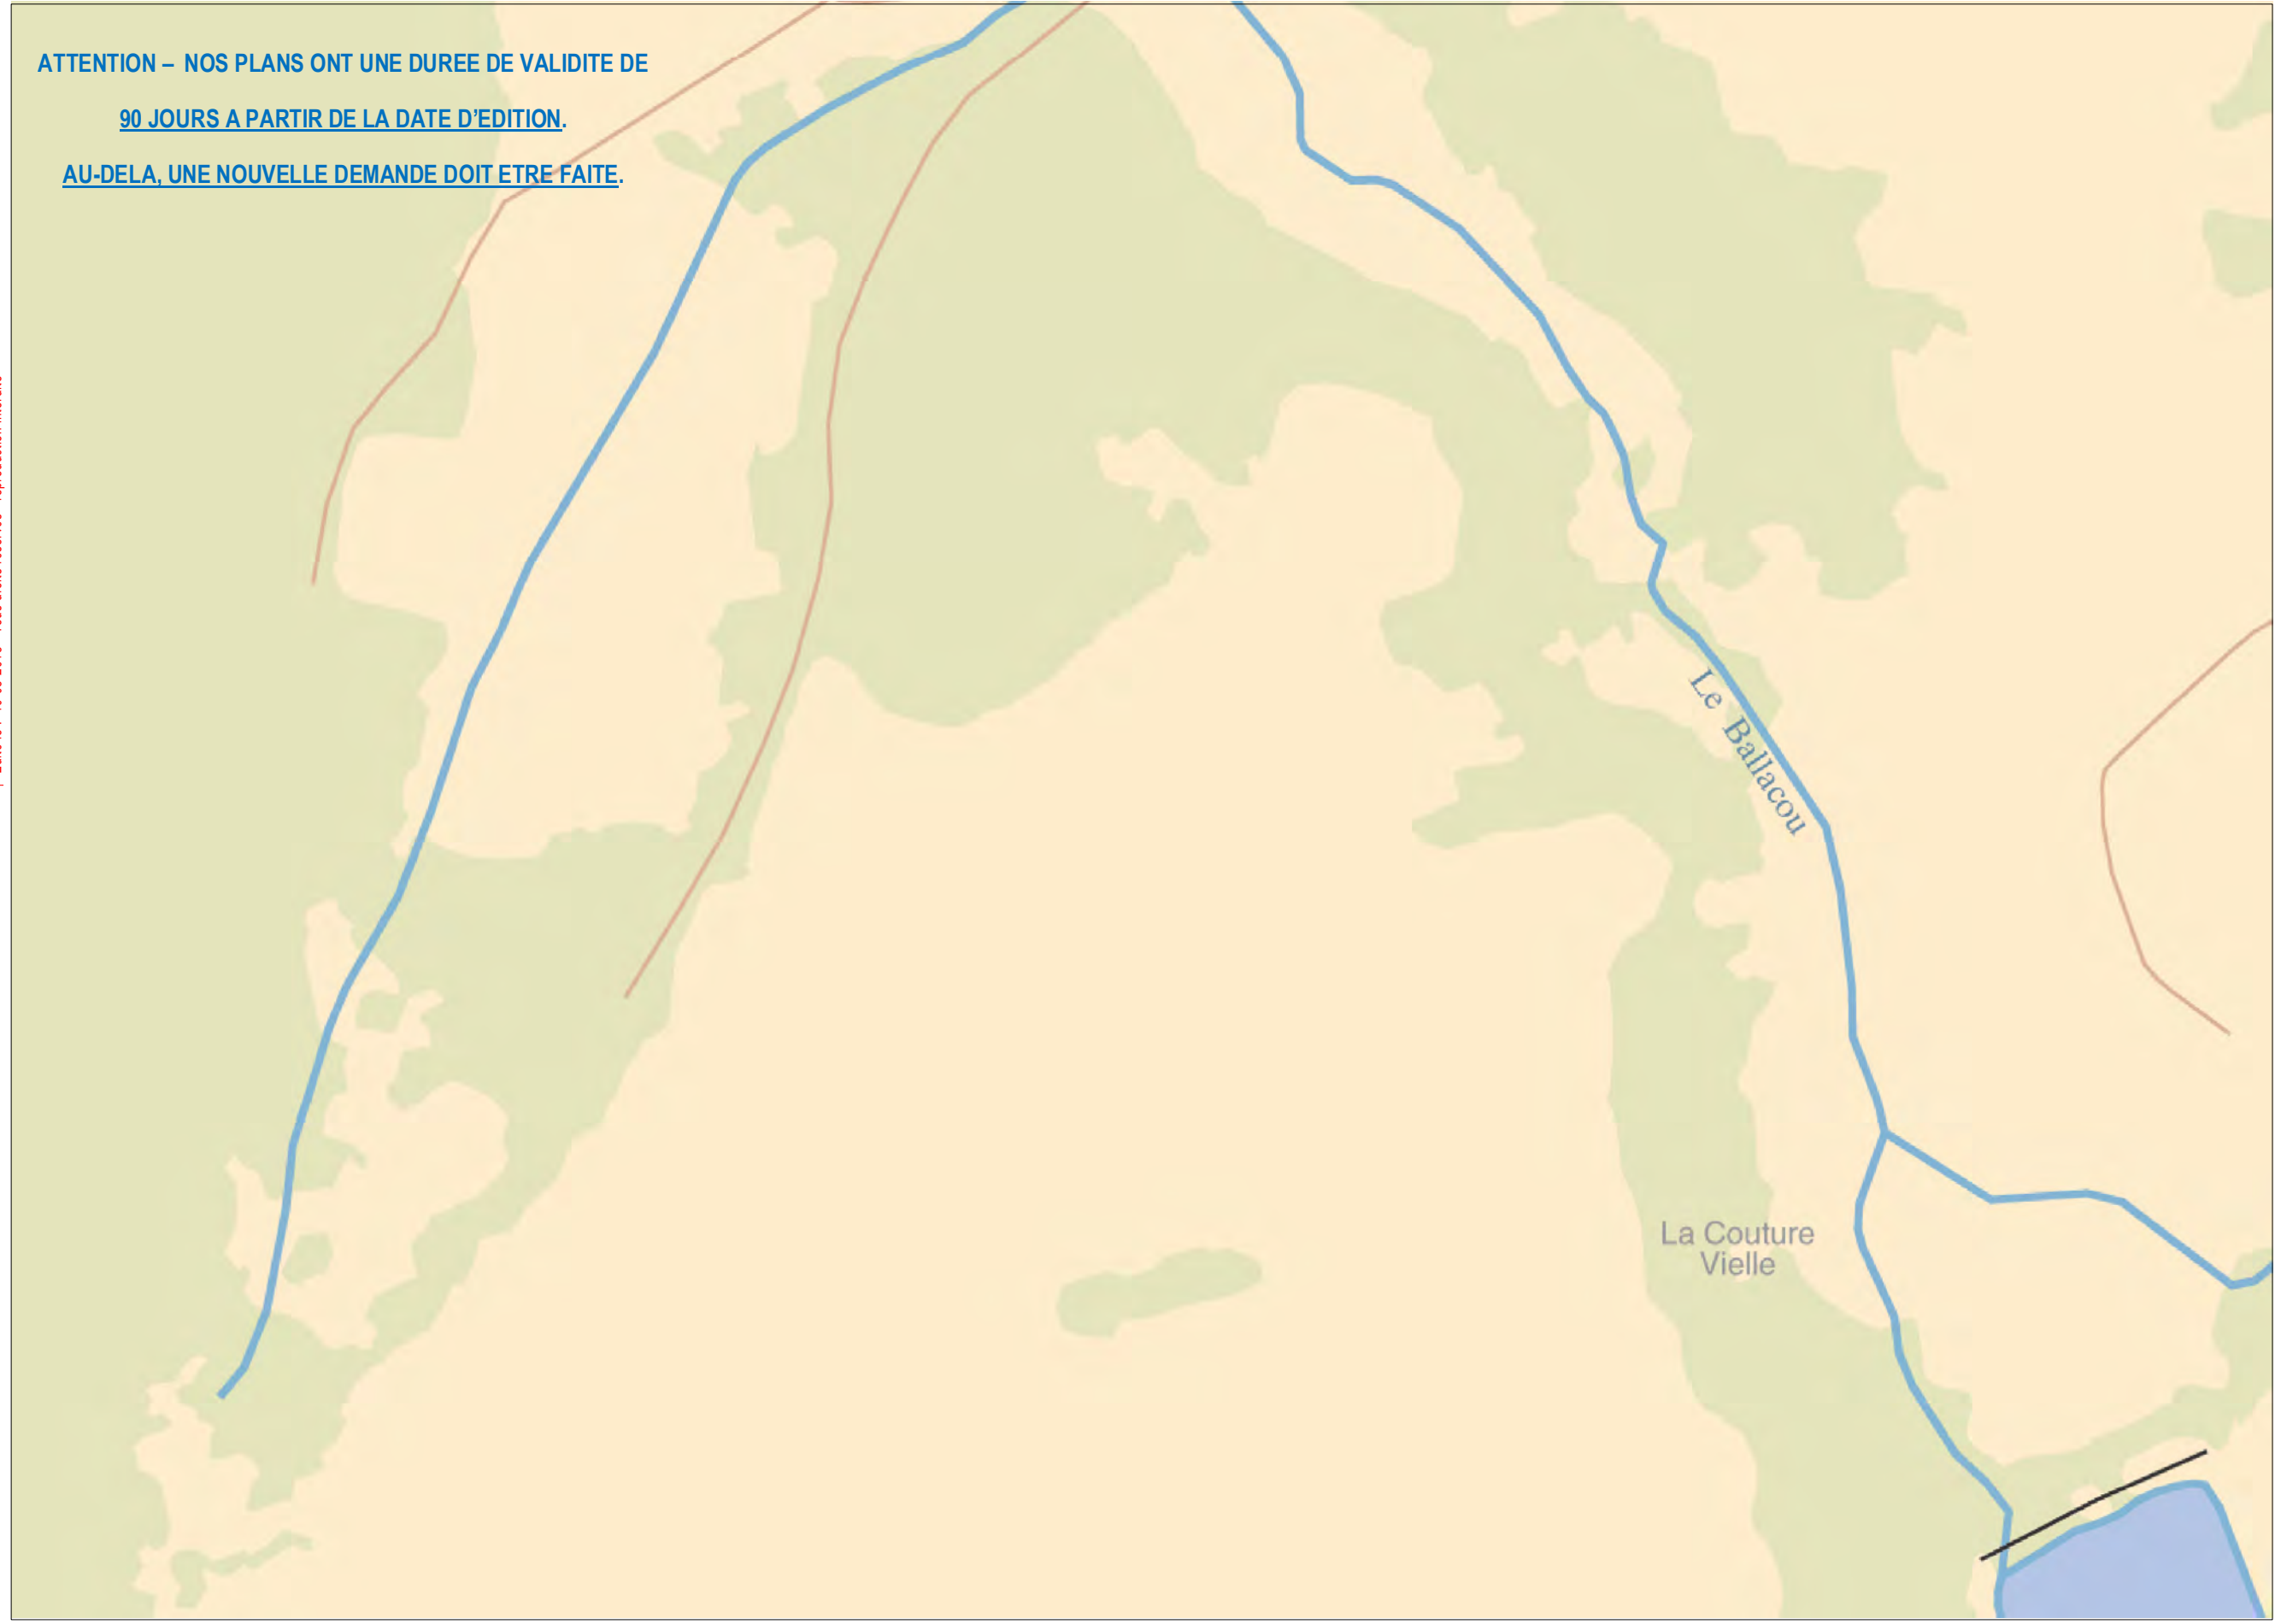 ATTENTION – NOS PLANS ONT UNE DUREE DE VALIDITE DE
90 JOURS A PARTIR DE LA DATE D'EDITION.
AU-DELA, UNE NOUVELLE DEMANDE DOIT ETRE FAITE.
Le Ballacou
La Couture
Vielle